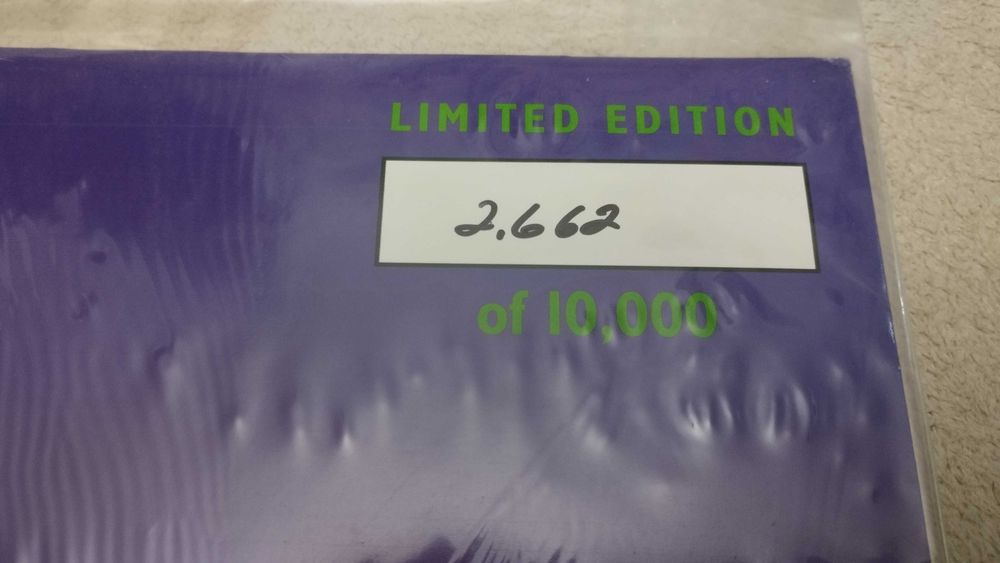 LIMITED EDITION
2,662
of 10,000